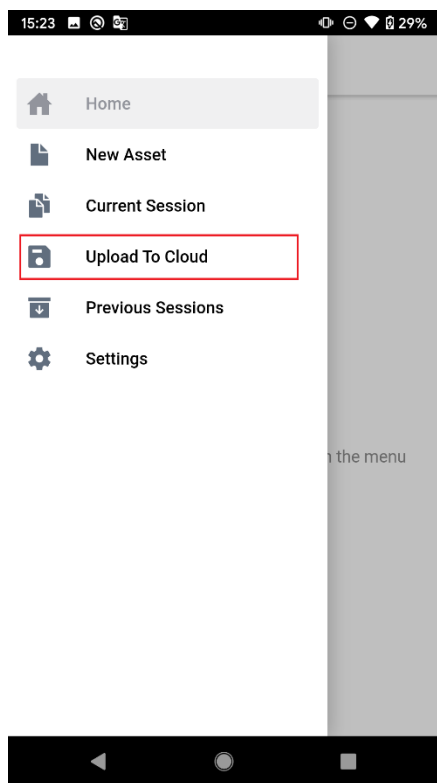 15:23 29%
Home
New Asset
Current Session
Upload To Cloud
Previous Sessions
Settings
the menu